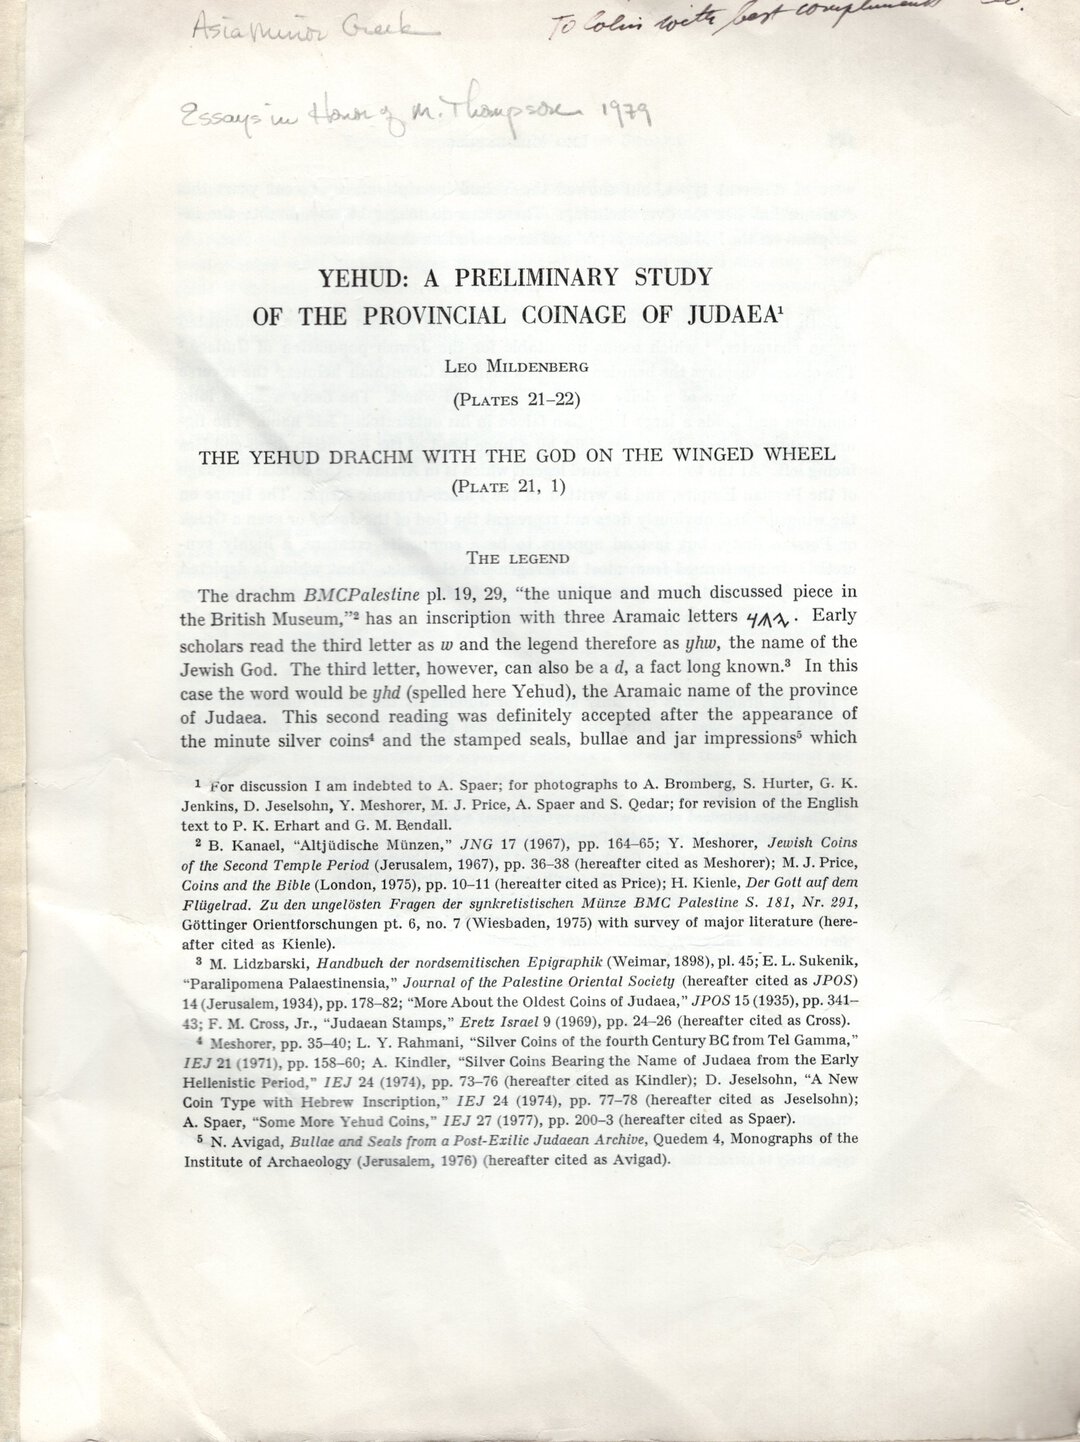 Asia Minor Greek
To Colin with best compliments
Essays in Honor of M. Thompson 1979
YEHUD: A PRELIMINARY STUDY
OF THE PROVINCIAL COINAGE OF JUDAEA¹
LEO MILDENBERG
(PLATES 21–22)
THE YEHUD DRACHM WITH THE GOD ON THE WINGED WHEEL
(PLATE 21, 1)
THE LEGEND
The drachm BMCPalestine pl. 19, 29, “the unique and much discussed piece in
the British Museum,”² has an inscription with three Aramaic letters . Early
scholars read the third letter as w and the legend therefore as yhw, the name of the
Jewish God. The third letter, however, can also be a d, a fact long known.³ In this
case the word would be yhd (spelled here Yehud), the Aramaic name of the province
of Judaea. This second reading was definitely accepted after the appearance of
the minute silver coins⁴ and the stamped seals, bullae and jar impressions⁵ which
¹ For discussion I am indebted to A. Spaer; for photographs to A. Bromberg, S. Hurter, G. K.
Jenkins, D. Jeselsohn, Y. Meshorer, M. J. Price, A. Spaer and S. Qedar; for revision of the English
text to P. K. Erhart and G. M. Bendall.
² B. Kanael, “Altjüdische Münzen,” JNG 17 (1967), pp. 164–65; Y. Meshorer, Jewish Coins
of the Second Temple Period (Jerusalem, 1967), pp. 36–38 (hereafter cited as Meshorer); M. J. Price,
Coins and the Bible (London, 1975), pp. 10–11 (hereafter cited as Price); H. Kienle, Der Gott auf dem
Flügelrad. Zu den ungelösten Fragen der synkretistischen Münze BMC Palestine S. 181, Nr. 291,
Göttinger Orientforschungen pt. 6, no. 7 (Wiesbaden, 1975) with survey of major literature (here-
after cited as Kienle).
³ M. Lidzbarski, Handbuch der nordsemitischen Epigraphik (Weimar, 1898), pl. 45; E. L. Sukenik,
“Paralipomena Palaestinensia,” Journal of the Palestine Oriental Society (hereafter cited as JPOS)
14 (Jerusalem, 1934), pp. 178–82; “More About the Oldest Coins of Judaea,” JPOS 15 (1935), pp. 341–
43; F. M. Cross, Jr., “Judaean Stamps,” Eretz Israel 9 (1969), pp. 24–26 (hereafter cited as Cross).
⁴ Meshorer, pp. 35–40; L. Y. Rahmani, “Silver Coins of the fourth Century BC from Tel Gamma,”
IEJ 21 (1971), pp. 158–60; A. Kindler, “Silver Coins Bearing the Name of Judaea from the Early
Hellenistic Period,” IEJ 24 (1974), pp. 73–76 (hereafter cited as Kindler); D. Jeselsohn, “A New
Coin Type with Hebrew Inscription,” IEJ 24 (1974), pp. 77–78 (hereafter cited as Jeselsohn);
A. Spaer, “Some More Yehud Coins,” IEJ 27 (1977), pp. 200–3 (hereafter cited as Spaer).
⁵ N. Avigad, Bullae and Seals from a Post-Exilic Judaean Archive, Quedem 4, Monographs of the
Institute of Archaeology (Jerusalem, 1976) (hereafter cited as Avigad).